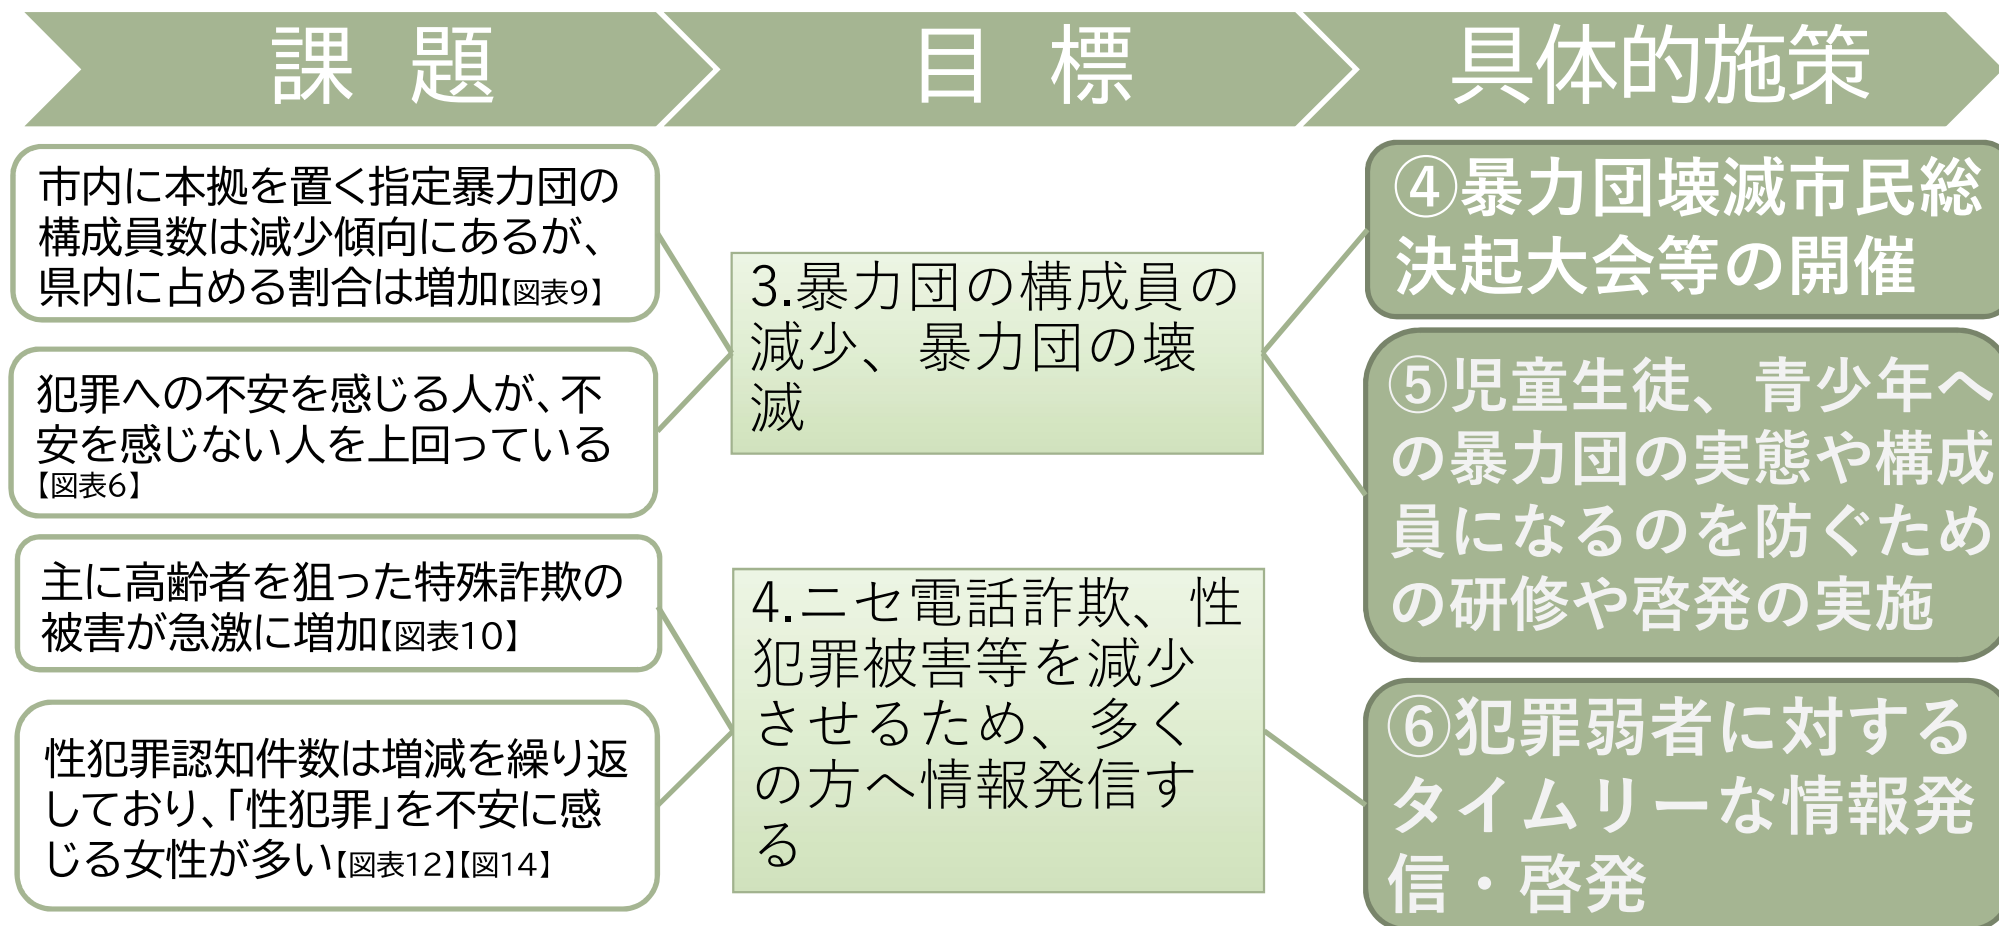 課 題
目 標
具体的施策
市内に本拠を置く指定暴力団の
構成員数は減少傾向にあるが、
県内に占める割合は増加【図表9】
犯罪への不安を感じる人が、不
安を感じない人を上回っている
【図表6】
主に高齢者を狙った特殊詐欺の
被害が急激に増加【図表10】
性犯罪認知件数は増減を繰り返
しており、「性犯罪」を不安に感
じる女性が多い【図表12】【図14】
3.暴力団の構成員の
減少、暴力団の壊
滅
4.ニセ電話詐欺、性
犯罪被害等を減少
させるため、多く
の方へ情報発信す
る
④暴力団壊滅市民総
決起大会等の開催
⑤児童生徒、青少年へ
の暴力団の実態や構成
員になるのを防ぐため
の研修や啓発の実施
⑥犯罪弱者に対する
タイムリーな情報発
信・啓発